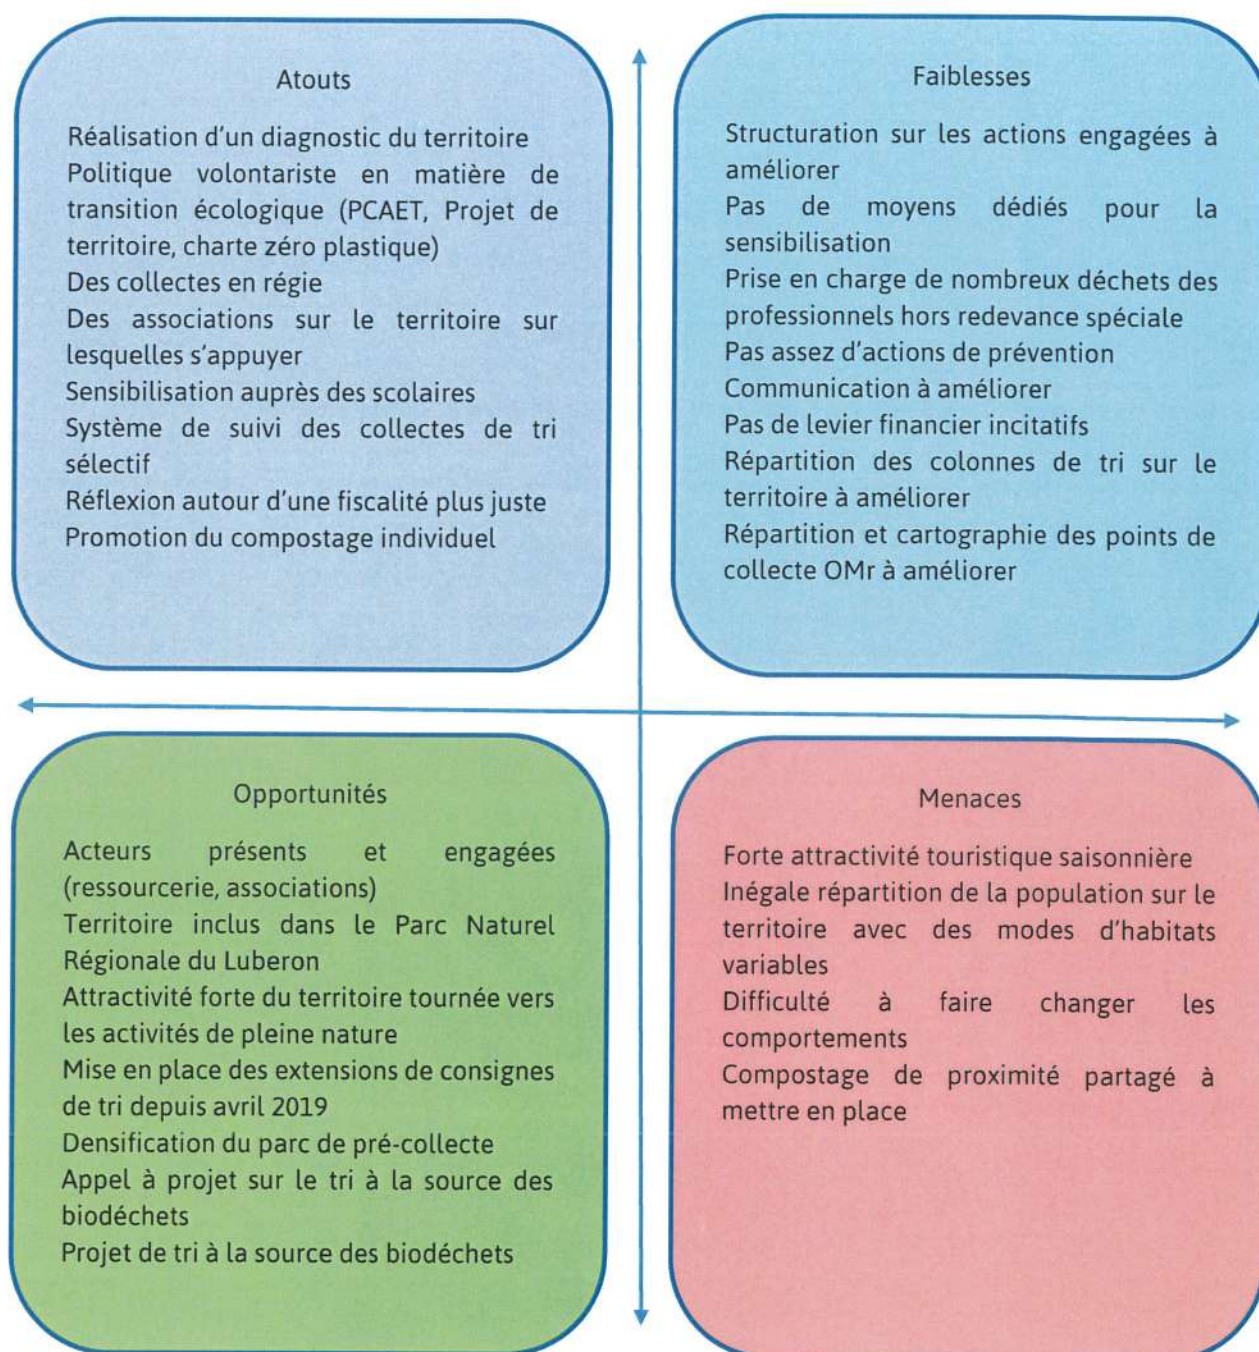 Atouts
Réalisation d'un diagnostic du territoire
Politique volontariste en matière de
transition écologique (PCAET, Projet de
territoire, charte zéro plastique)
Des collectes en régie
Des associations sur le territoire sur
lesquelles s'appuyer
Sensibilisation auprès des scolaires
Système de suivi des collectes de tri
sélectif
Réflexion autour d'une fiscalité plus juste
Promotion du compostage individuel
Faiblesses
Structuration sur les actions engagées à
améliorer
Pas de moyens dédiés pour la
sensibilisation
Prise en charge de nombreux déchets des
professionnels hors redevance spéciale
Pas assez d'actions de prévention
Communication à améliorer
Pas de levier financier incitatifs
Répartition des colonnes de tri sur le
territoire à améliorer
Répartition et cartographie des points de
collecte OMr à améliorer
Opportunités
Acteurs présents et engagées
(ressourcerie, associations)
Territoire inclus dans le Parc Naturel
Régionale du Luberon
Attractivité forte du territoire tournée vers
les activités de pleine nature
Mise en place des extensions de consignes
de tri depuis avril 2019
Densification du parc de pré-collecte
Appel à projet sur le tri à la source des
biodéchets
Projet de tri à la source des biodéchets
Menaces
Forte attractivité touristique saisonnière
Inégale répartition de la population sur le
territoire avec des modes d'habitats
variables
Difficulté à faire changer les
comportements
Compostage de proximité partagé à
mettre en place